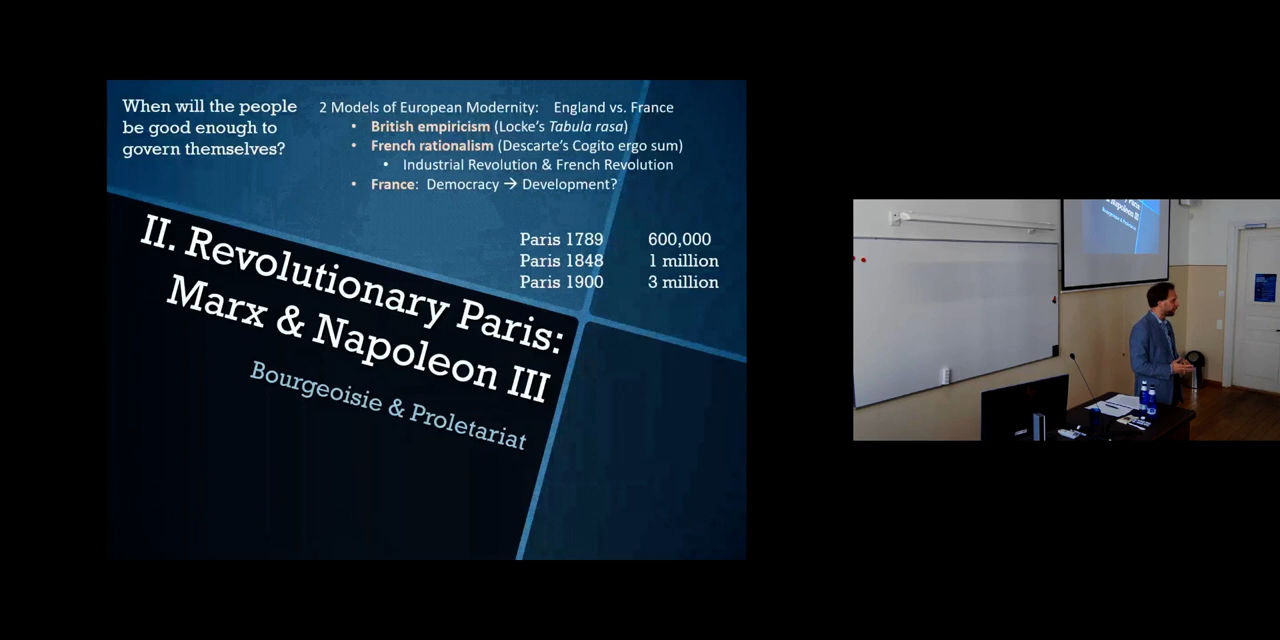 When will the people
be good enough to
govern themselves?
2 Models of European Modernity: England vs. France
• British empiricism (Locke's Tabula rasa)
• French rationalism (Descarte's Cogito ergo sum)
• Industrial Revolution & French Revolution
• France: Democracy → Development?
Paris 1789 600,000
Paris 1848 1 million
Paris 1900 3 million
II. Revolutionary Paris:
Marx & Napoleon III
Bourgeoisie & Proletariat